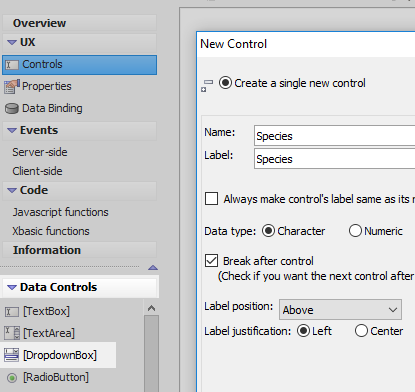 Overview
UX
Controls
Properties
Data Binding
Events
Server-side
Client-side
Code
Javascript functions
Xbasic functions
Information
Data Controls
[TextBox]
[TextArea]
[DropdownBox]
[RadioButton]
New Control
Create a single new control
Name: Species
Label: Species
Always make control's label same as its
Data type: Character Numeric
Break after control
(Check if you want the next control after
Label position: Above
Label justification: Left Center